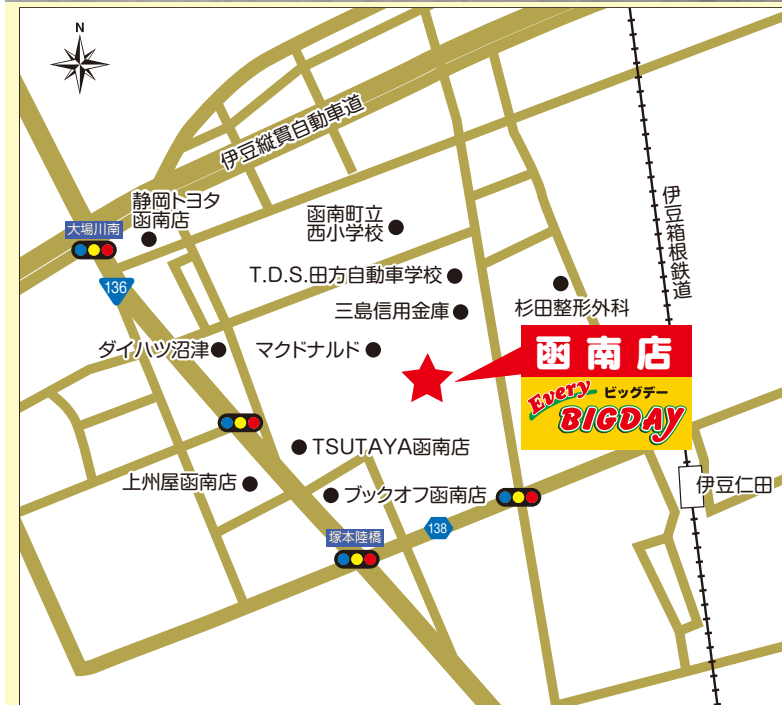 N
伊豆縦貫自動車道
静岡トヨタ
函南店
大場川南
函南町立
西小学校
伊豆箱根鉄道
T.D.S.田方自動車学校
136
三島信用金庫
杉田整形外科
ダイハツ沼津
マクドナルド
函南店
Every
ビッグデー
BIGDAY
TSUTAYA函南店
上州屋函南店
ブックオフ函南店
伊豆仁田
138
塚本陸橋